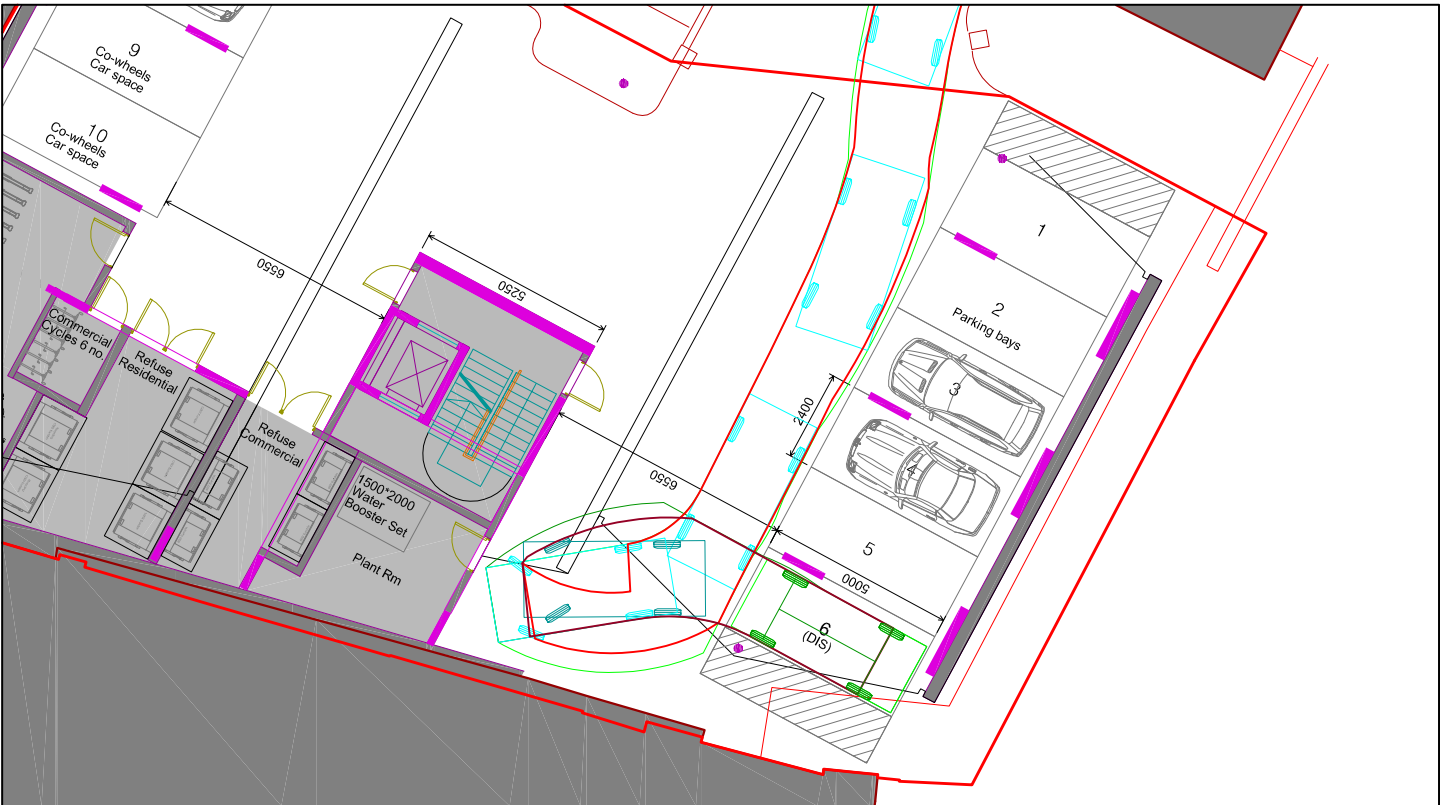 9
Co-wheels
Car space
10
Co-wheels
Car space
6550
5250
Commercial
Cycles 6 no.
Refuse
Residential
Refuse
Commercial
1500*2000
Water
Booster Set
Plant Rm
6550
2400
1
2
Parking bays
3
4
5
5000
6
(DIS)